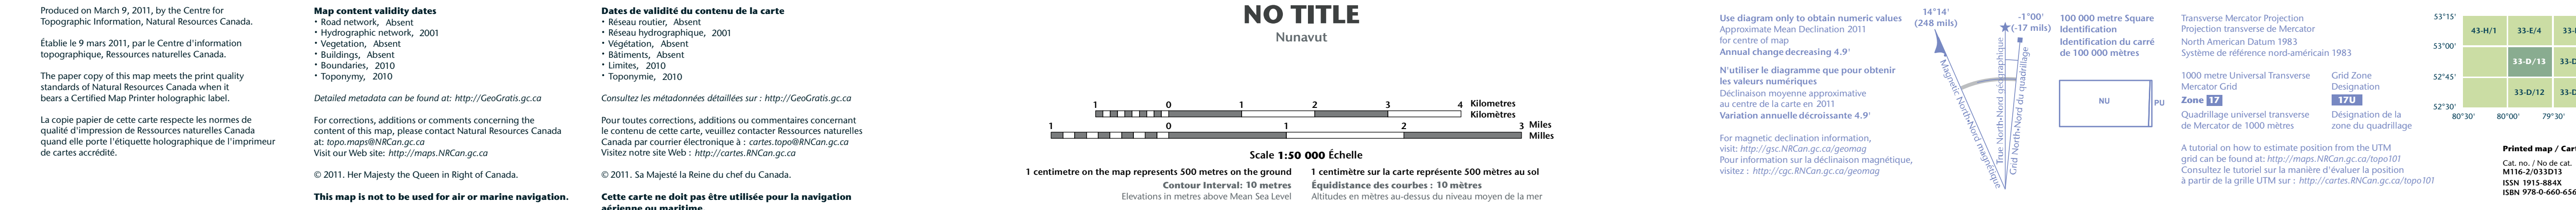 Produced on March 9, 2011, by the Centre for
Topographic Information, Natural Resources Canada.
Établie le 9 mars 2011, par le Centre d'information
topographique, Ressources naturelles Canada.
The paper copy of this map meets the print quality
standards of Natural Resources Canada when it
bears a Certified Map Printer holographic label.
La copie papier de cette carte respecte les normes de
qualité d'impression de Ressources naturelles Canada
quand elle porte l'étiquette holographique de l'imprimeur
de cartes accrédité.
Map content validity dates
• Road network, Absent
• Hydrographic network, 2001
• Vegetation, Absent
• Buildings, Absent
• Boundaries, 2010
• Toponymy, 2010
Detailed metadata can be found at: http://GeoGratis.gc.ca
For corrections, additions or comments concerning the
content of this map, please contact Natural Resources Canada
at: topo.maps@NRCan.gc.ca
Visit our Web site: http://maps.NRCan.gc.ca
© 2011. Her Majesty the Queen in Right of Canada.
This map is not to be used for air or marine navigation.
Dates de validité du contenu de la carte
• Réseau routier, Absent
• Réseau hydrographique, 2001
• Végétation, Absent
• Bâtiments, Absent
• Limites, 2010
• Toponymie, 2010
Consultez les métadonnées détaillées sur : http://GeoGratis.gc.ca
Pour toutes corrections, additions ou commentaires concernant
le contenu de cette carte, veuillez contacter Ressources naturelles
Canada par courrier électronique à : cartes.topo@RNCan.gc.ca
Visitez notre site Web : http://cartes.RNCan.gc.ca
© 2011. Sa Majesté la Reine du chef du Canada.
Cette carte ne doit pas être utilisée pour la navigation
aérienne ou maritime
NO TITLE
Nunavut
1 0 1 2 3 4 Kilometres
Kilomètres
1 0 1 2 3 Miles
Milles
Scale 1:50 000 Échelle
1 centimetre on the map represents 500 metres on the ground
1 centimètre sur la carte représente 500 mètres au sol
Contour Interval: 10 metres
Équidistance des courbes : 10 mètres
Elevations in metres above Mean Sea Level
Altitudes en mètres au-dessus du niveau moyen de la mer
Use diagram only to obtain numeric values
Approximate Mean Declination 2011
for centre of map
Annual change decreasing 4.9'
N'utiliser le diagramme que pour obtenir
les valeurs numériques
Déclinaison moyenne approximative
au centre de la carte en 2011
Variation annuelle décroissante 4.9'
For magnetic declination information,
visit: http://gsc.NRCan.gc.ca/geomag
Pour information sur la déclinaison magnétique,
visitez : http://cgc.RNCan.gc.ca/geomag
14°14'
(248 mils)
-1°00'
(-17 mils)
Magnetic North•Nord magnétique
True North•Nord géographique
Grid North•Nord du quadrillage
100 000 metre Square
Identification
Identification du carré
de 100 000 mètres
NU
PU
Transverse Mercator Projection
Projection transverse de Mercator
North American Datum 1983
Système de référence nord-américain 1983
1000 metre Universal Transverse
Mercator Grid
Zone 17
Quadrillage universel transverse
de Mercator de 1000 mètres
Grid Zone
Designation
17U
Désignation de la
zone du quadrillage
A tutorial on how to estimate position from the UTM
grid can be found at: http://maps.NRCan.gc.ca/topo101
Consultez le tutoriel sur la manière d'évaluer la position
à partir de la grille UTM sur : http://cartes.RNCan.gc.ca/topo101
53°15'
43-H/1 33-E/4 33-
53°00'
33-D/13 33-D
52°45'
33-D/12 33-D
52°30'
80°30' 80°00' 79°30'
Printed map / Cart
Cat. no. / No de cat.
M116-2/033D13
ISSN 1915-884X
ISBN 978-0-660-656